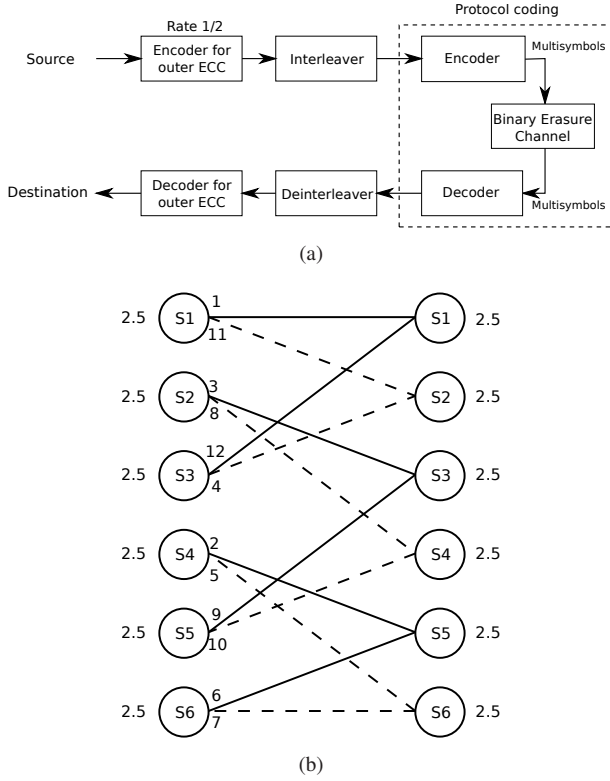 Protocol coding
Rate 1/2
Source
Encoder for
outer ECC
Interleaver
Encoder
Multisymbols
Binary Erasure
Channel
Destination
Decoder for
outer ECC
Deinterleaver
Decoder
Multisymbols
(a)
2.5 S1 1 S1 2.5
11
2.5 S2 3 S2 2.5
8
2.5 S3 12 S3 2.5
4
2.5 S4 2 S4 2.5
5
2.5 S5 9 S5 2.5
10
2.5 S6 6 S6 2.5
7
(b)